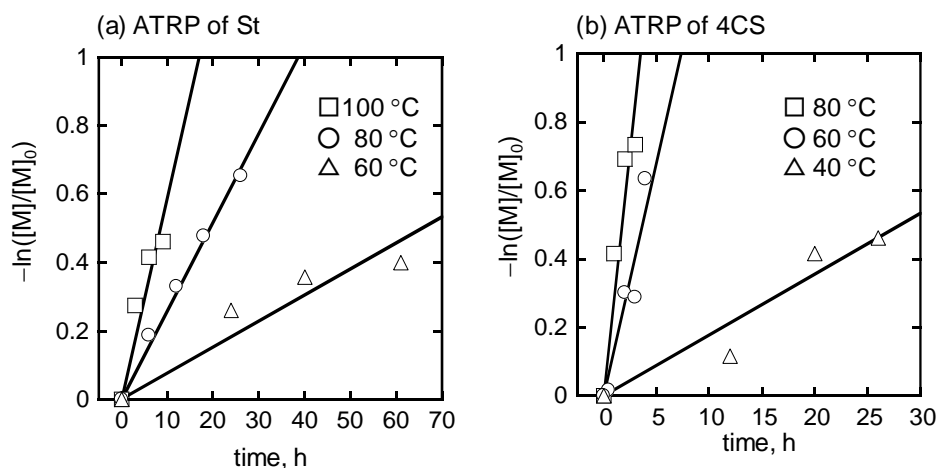 (a) ATRP of St
−ln([M]/[M]0)
1
0.8
0.6
0.4
0.2
0
□ 100 °C
○ 80 °C
△ 60 °C
0 10 20 30 40 50 60 70
time, h
(b) ATRP of 4CS
−ln([M]/[M]0)
1
0.8
0.6
0.4
0.2
0
□ 80 °C
○ 60 °C
△ 40 °C
0 5 10 15 20 25 30
time, h